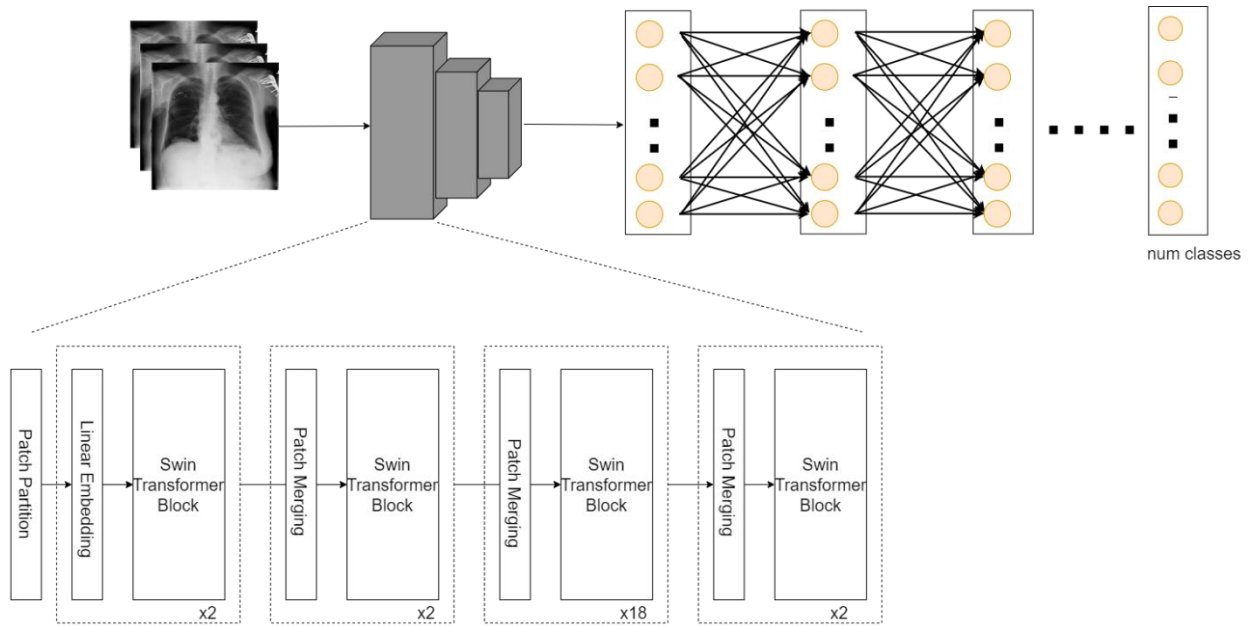 num classes
Patch Partition
Linear Embedding
Swin
Transformer
Block
x2
Patch Merging
Swin
Transformer
Block
x2
Patch Merging
Swin
Transformer
Block
x18
Patch Merging
Swin
Transformer
Block
x2